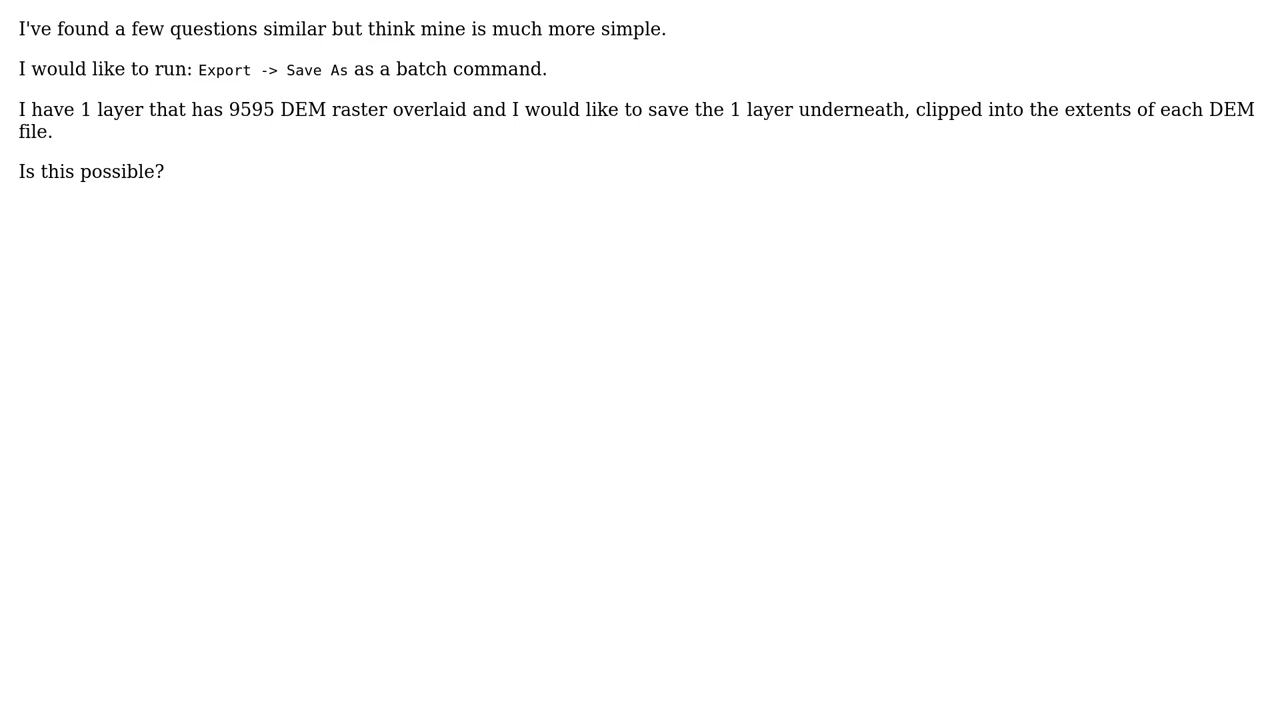 I've found a few questions similar but think mine is much more simple.
I would like to run: Export -> Save As as a batch command.
I have 1 layer that has 9595 DEM raster overlaid and I would like to save the 1 layer underneath, clipped into the extents of each DEM
file.
Is this possible?